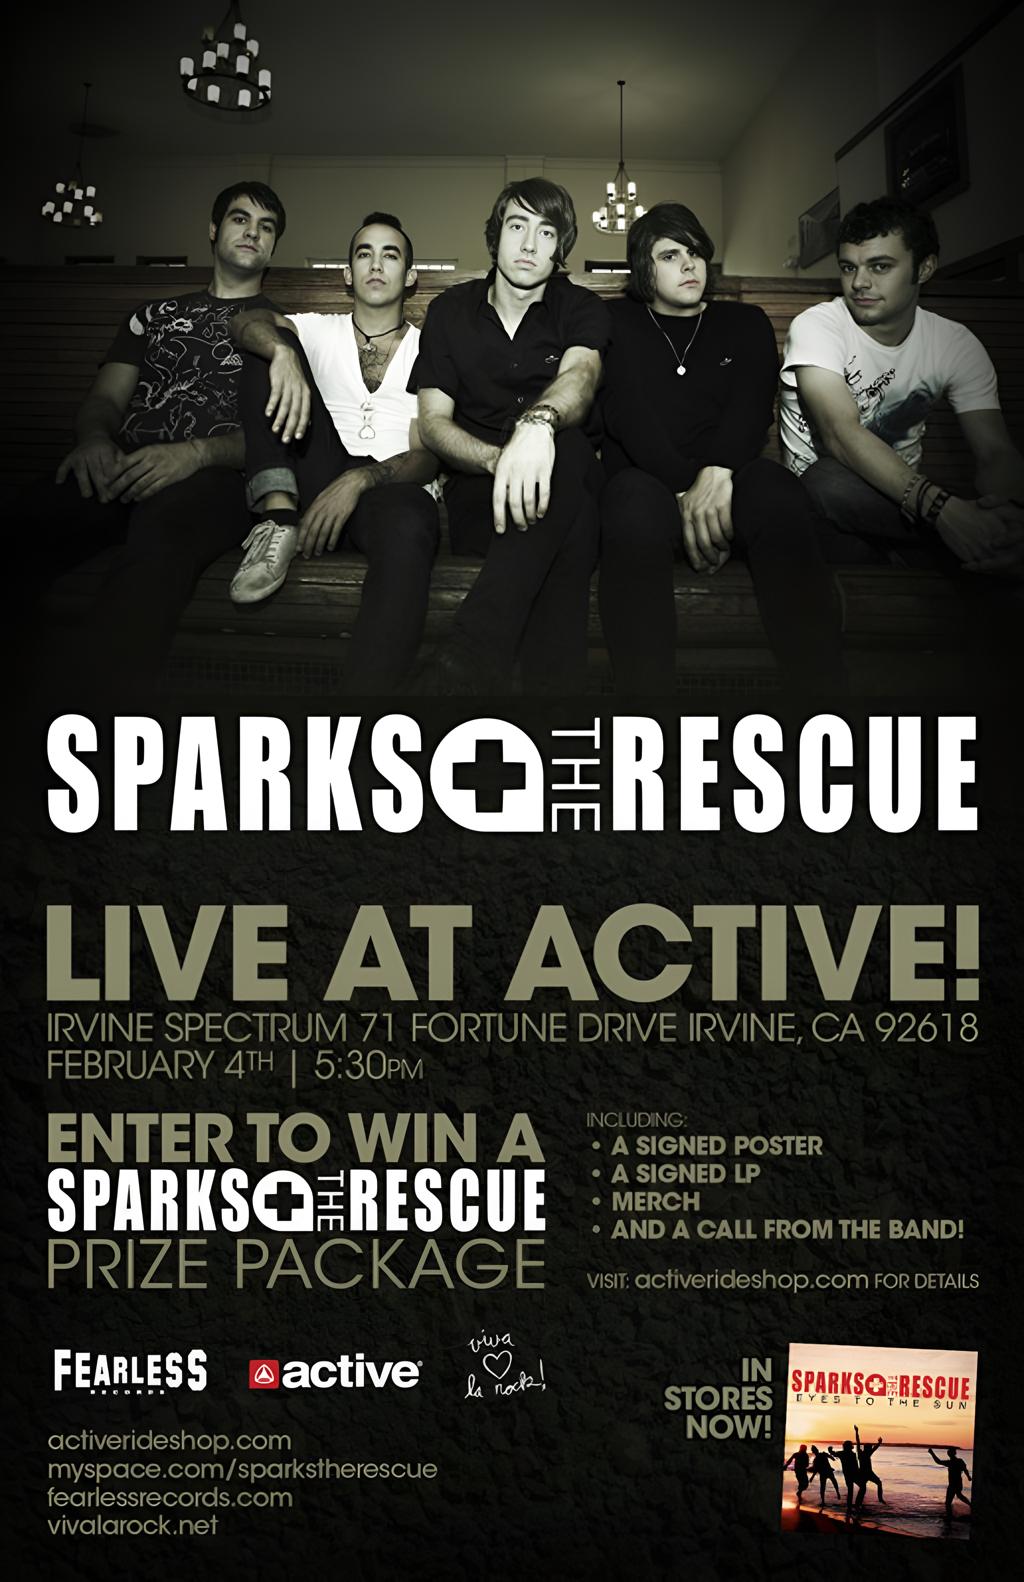 SPARKS THE RESCUE
LIVE AT ACTIVE!
IRVINE SPECTRUM 71 FORTUNE DRIVE IRVINE, CA 92618
FEBRUARY 4TH | 5:30PM
ENTER TO WIN A
SPARKS THE RESCUE
PRIZE PACKAGE
INCLUDING:
• A SIGNED POSTER
• A SIGNED LP
• MERCH
• AND A CALL FROM THE BAND!
VISIT: activerideshop.com FOR DETAILS
FEARLESS
RECORDS
active®
viva
la rock!
activerideshop.com
myspace.com/sparkstherescue
fearlessrecords.com
vivalarock.net
IN
STORES
NOW!
SPARKS THE RESCUE
EYES TO THE SUN